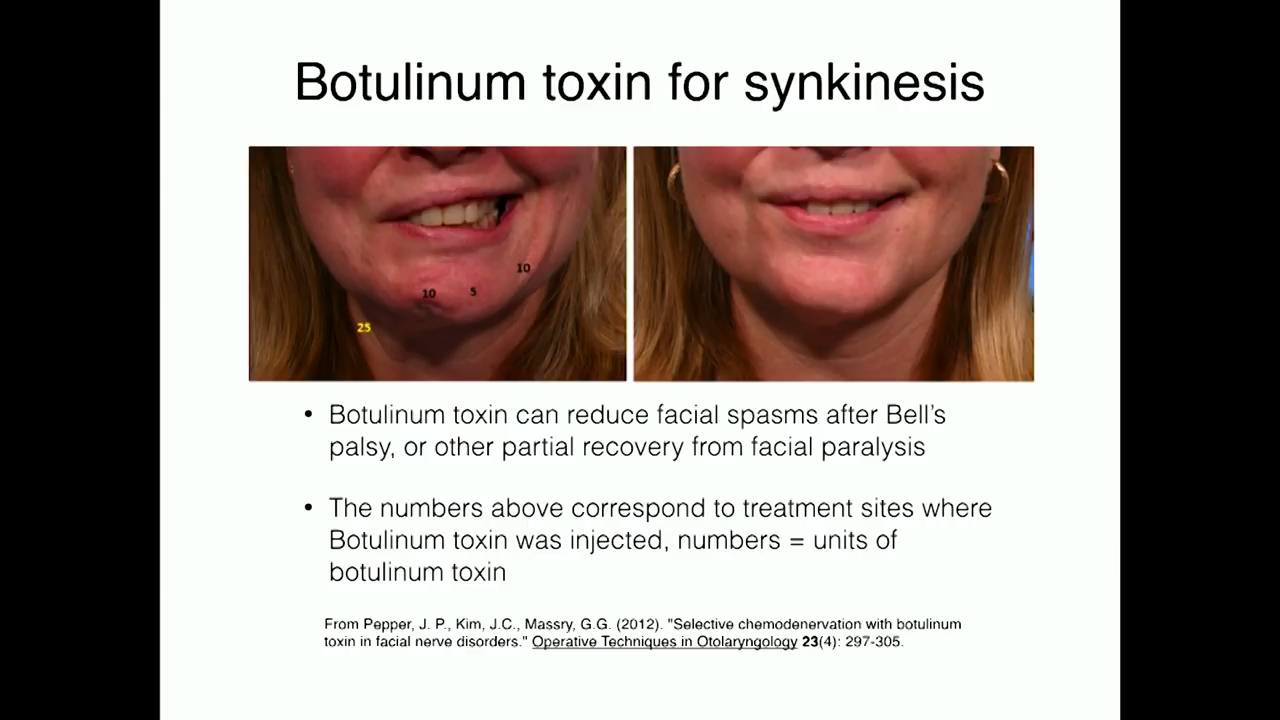 Botulinum toxin for synkinesis
10
10
5
25
• Botulinum toxin can reduce facial spasms after Bell’s
palsy, or other partial recovery from facial paralysis
• The numbers above correspond to treatment sites where
Botulinum toxin was injected, numbers = units of
botulinum toxin
From Pepper, J. P., Kim, J.C., Massry, G.G. (2012). "Selective chemodenervation with botulinum
toxin in facial nerve disorders." Operative Techniques in Otolaryngology 23(4): 297-305.